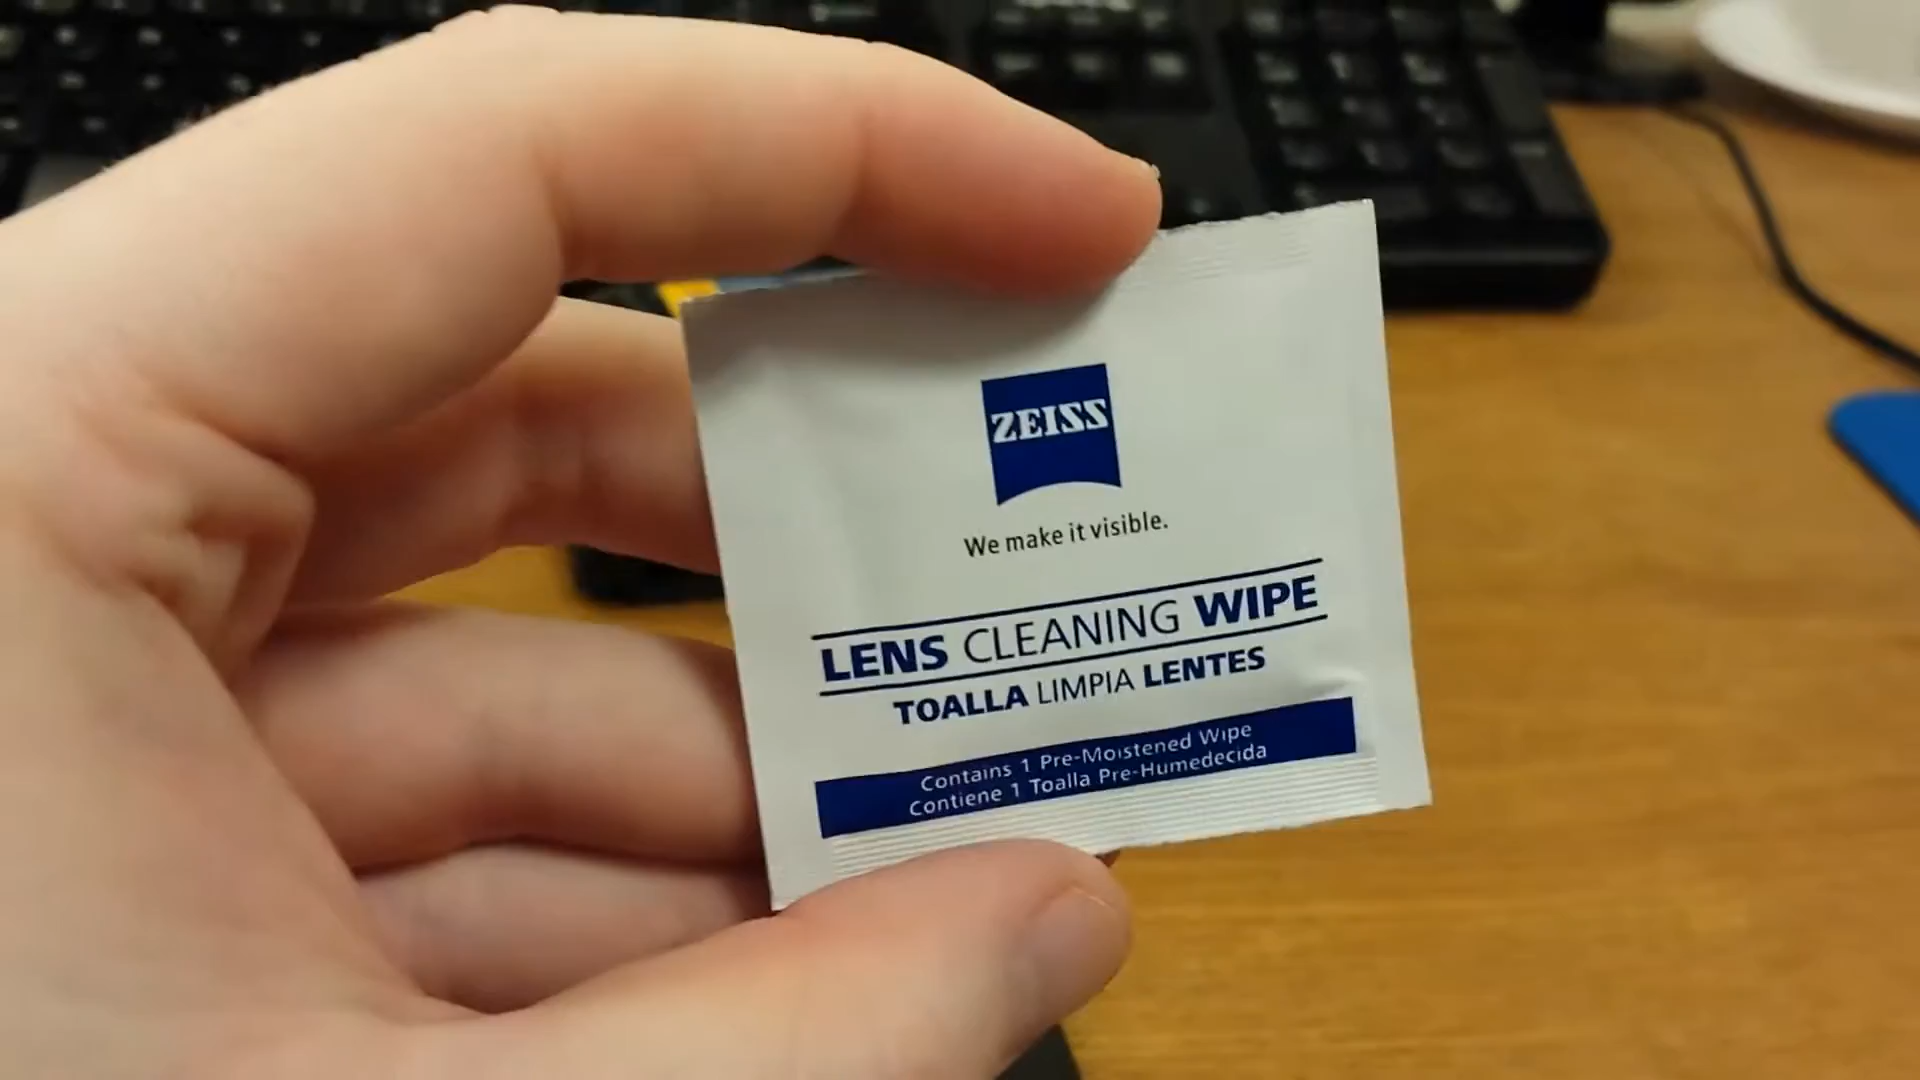 ZEISS
We make it visible.
LENS CLEANING WIPE
TOALLA LIMPIA LENTES
Contains 1 Pre-Moistened Wipe
Contiene 1 Toalla Pre-Humedecida